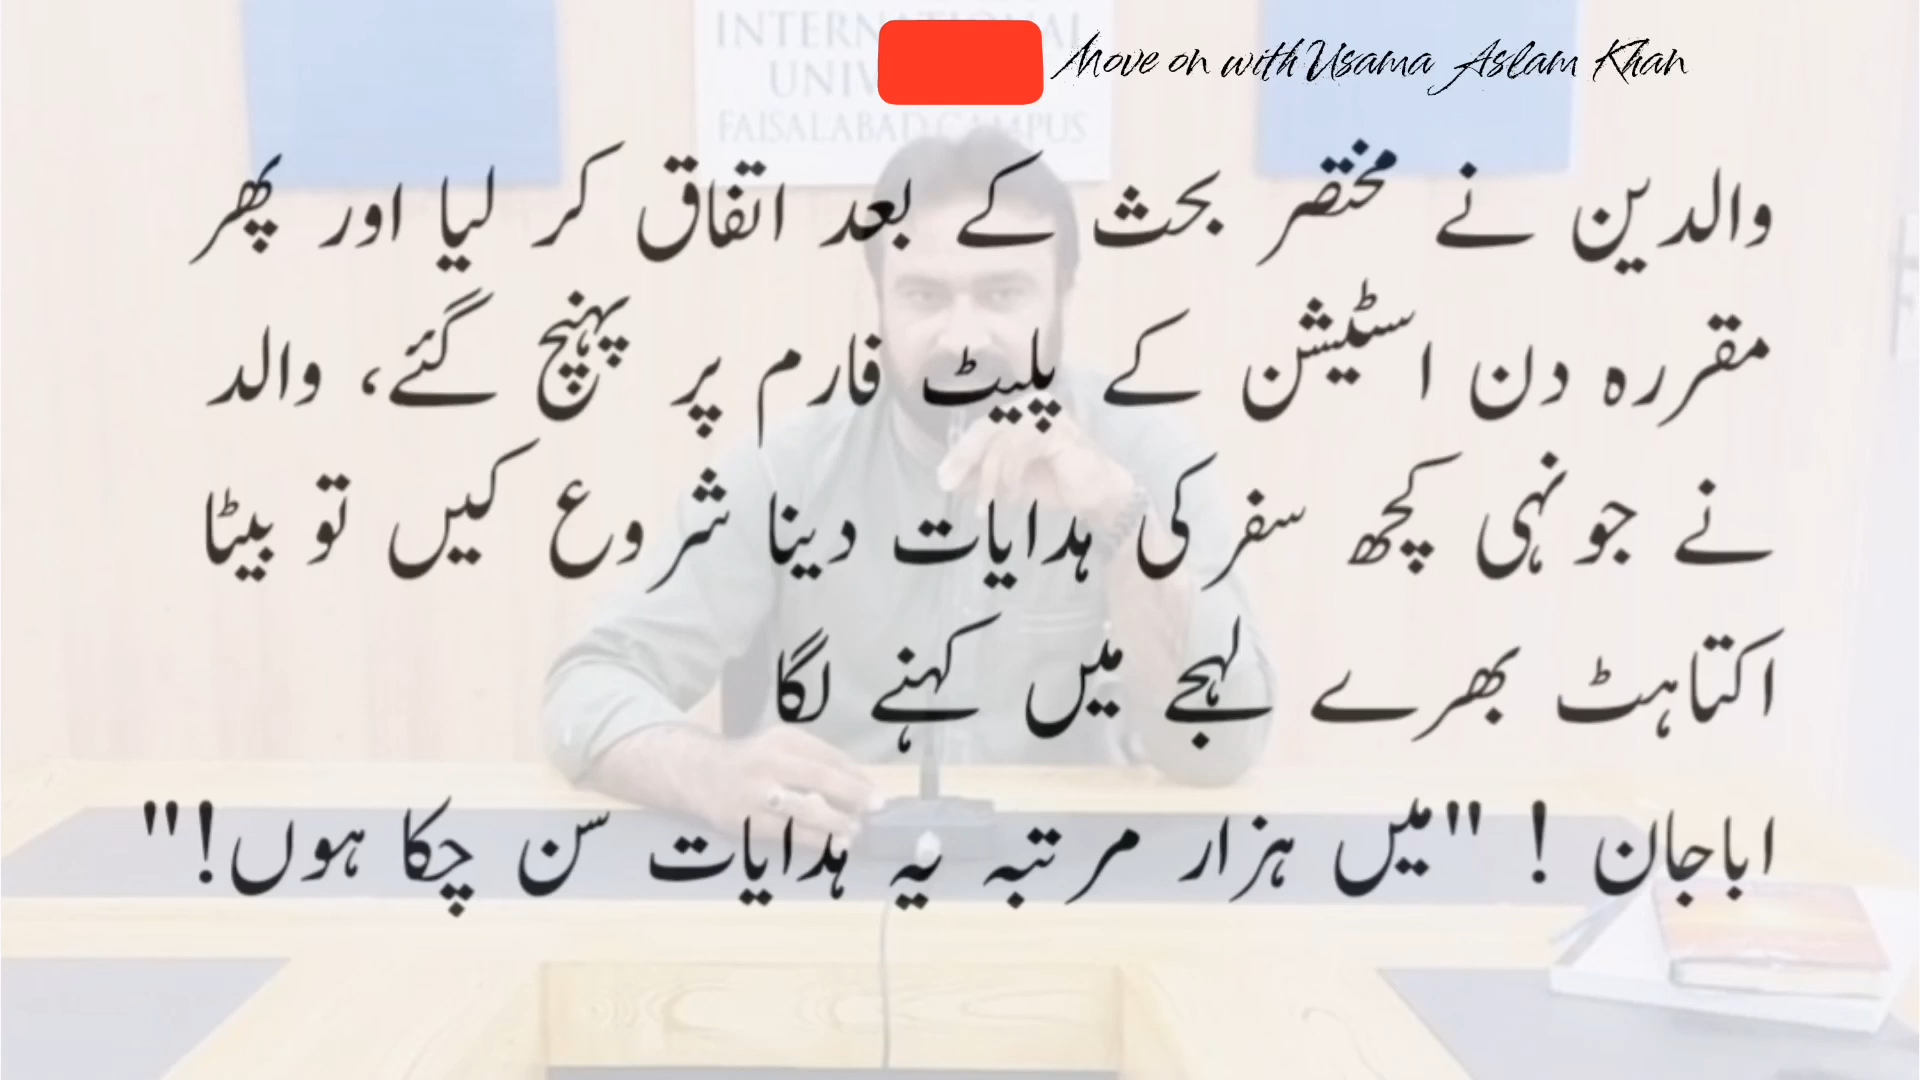 INTERNATIONAL
Move on with Usama Aslam Khan
FAISALABAD CAMPUS
والدین نے مختصر بحث کے بعد اتفاق کر لیا اور پھر
مقررہ دن اسٹیشن کے پلیٹ فارم پر پہنچ گئے، والد
نے جونہی کچھ سفر کی ہدایات دینا شروع کیں تو بیٹا
اکتاہٹ بھرے لہجے میں کہنے لگا
اباجان ! "میں ہزار مرتبہ یہ ہدایات سن چکا ہوں!"